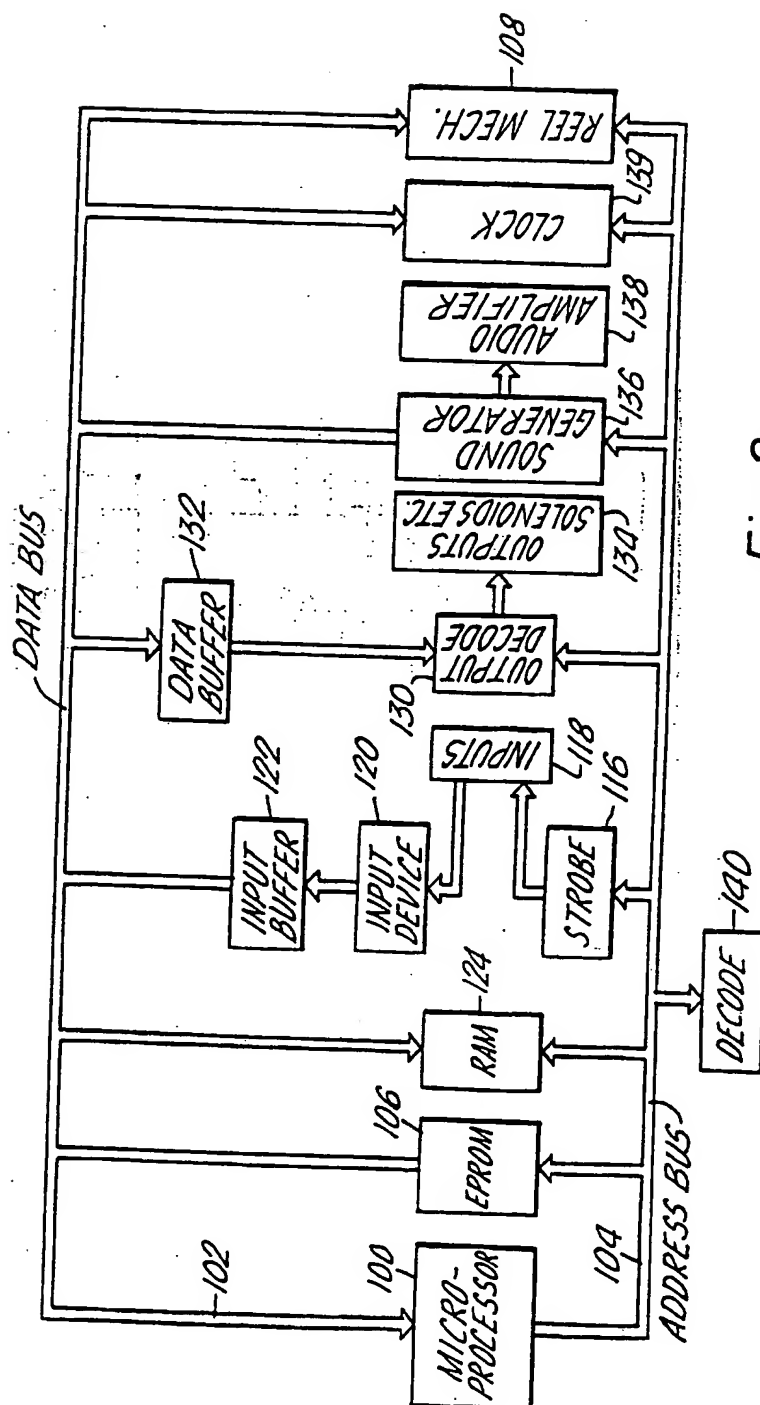 DATA BUS
102
100
MICRO-
PROCESSOR
106
EPROM
124
RAM
122
INPUT
BUFFER
120
INPUT
DEVICE
INPUTS
118
STROBE
116
132
DATA
BUFFER
OUTPUT
DECODE
130
OUTPUTS
SOLENOIDS ETC.
134
SOUND
GENERATOR
136
AUDIO
AMPLIFIER
138
CLOCK
139
REEL MECH.
108
104
ADDRESS BUS
DECODE
140